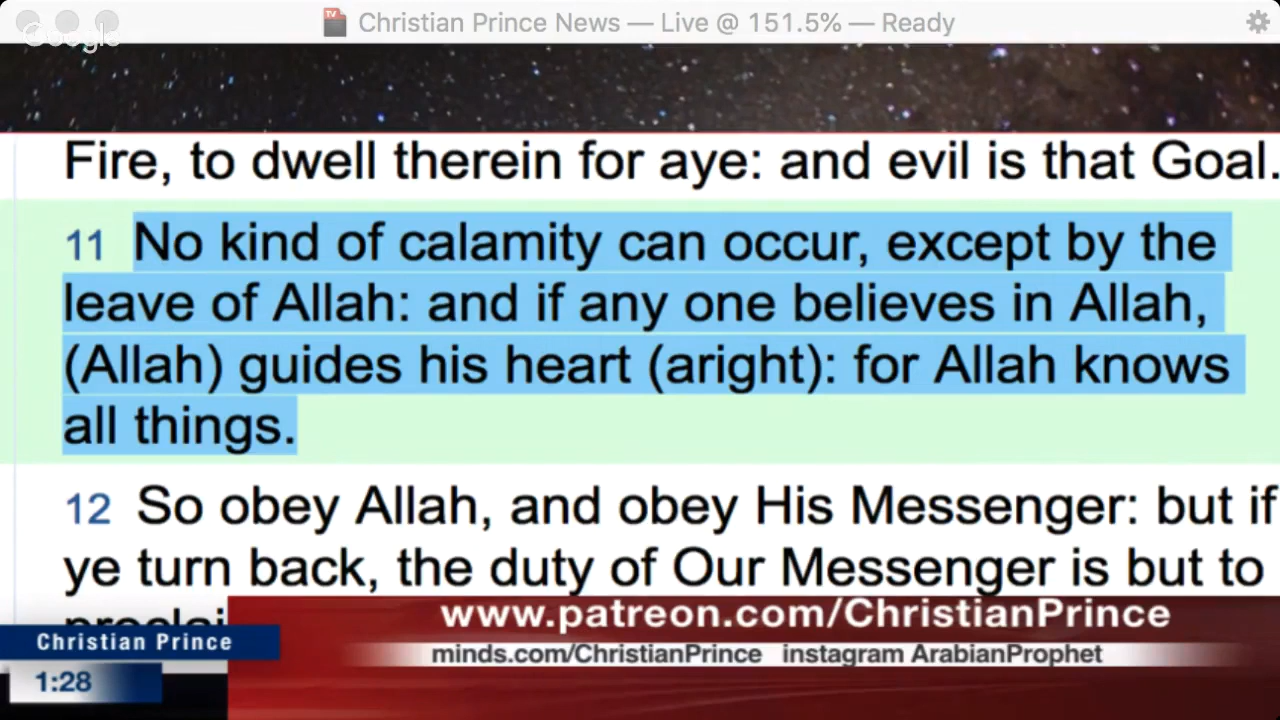 Christian Prince News — Live @ 151.5% — Ready
Google
Fire, to dwell therein for aye: and evil is that Goal.
11 No kind of calamity can occur, except by the
leave of Allah: and if any one believes in Allah,
(Allah) guides his heart (aright): for Allah knows
all things.
12 So obey Allah, and obey His Messenger: but if
ye turn back, the duty of Our Messenger is but to
www.patreon.com/ChristianPrince
Christian Prince
minds.com/ChristianPrince instagram ArabianProphet
1:28